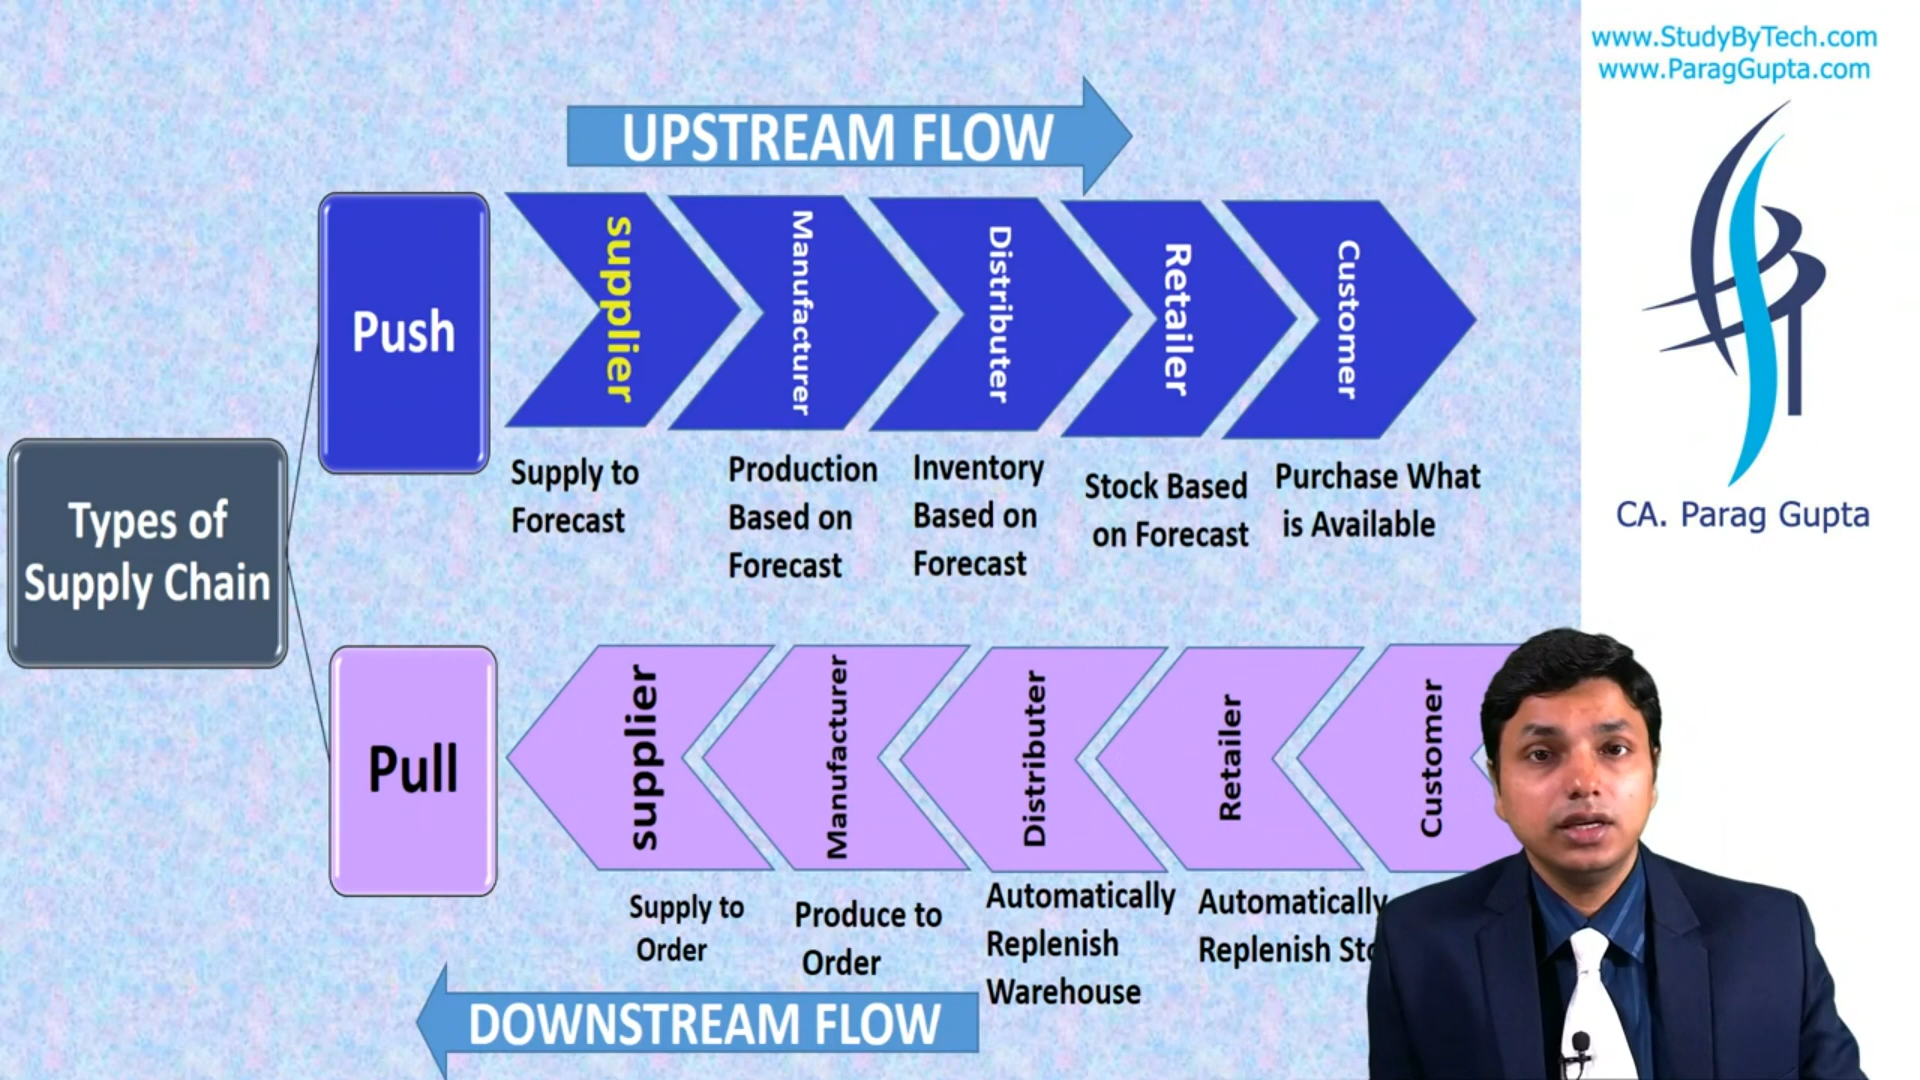 www.StudyByTech.com
www.ParagGupta.com
UPSTREAM FLOW
Push
supplier
Manufacturer
Distributer
Retailer
Customer
Supply to
Forecast
Production
Based on
Forecast
Inventory
Based on
Forecast
Stock Based
on Forecast
Purchase What
is Available
CA. Parag Gupta
Types of
Supply Chain
Pull
supplier
Manufacturer
Distributer
Retailer
Customer
Supply to
Order
Produce to
Order
Automatically
Replenish
Warehouse
Automatically
Replenish
DOWNSTREAM FLOW